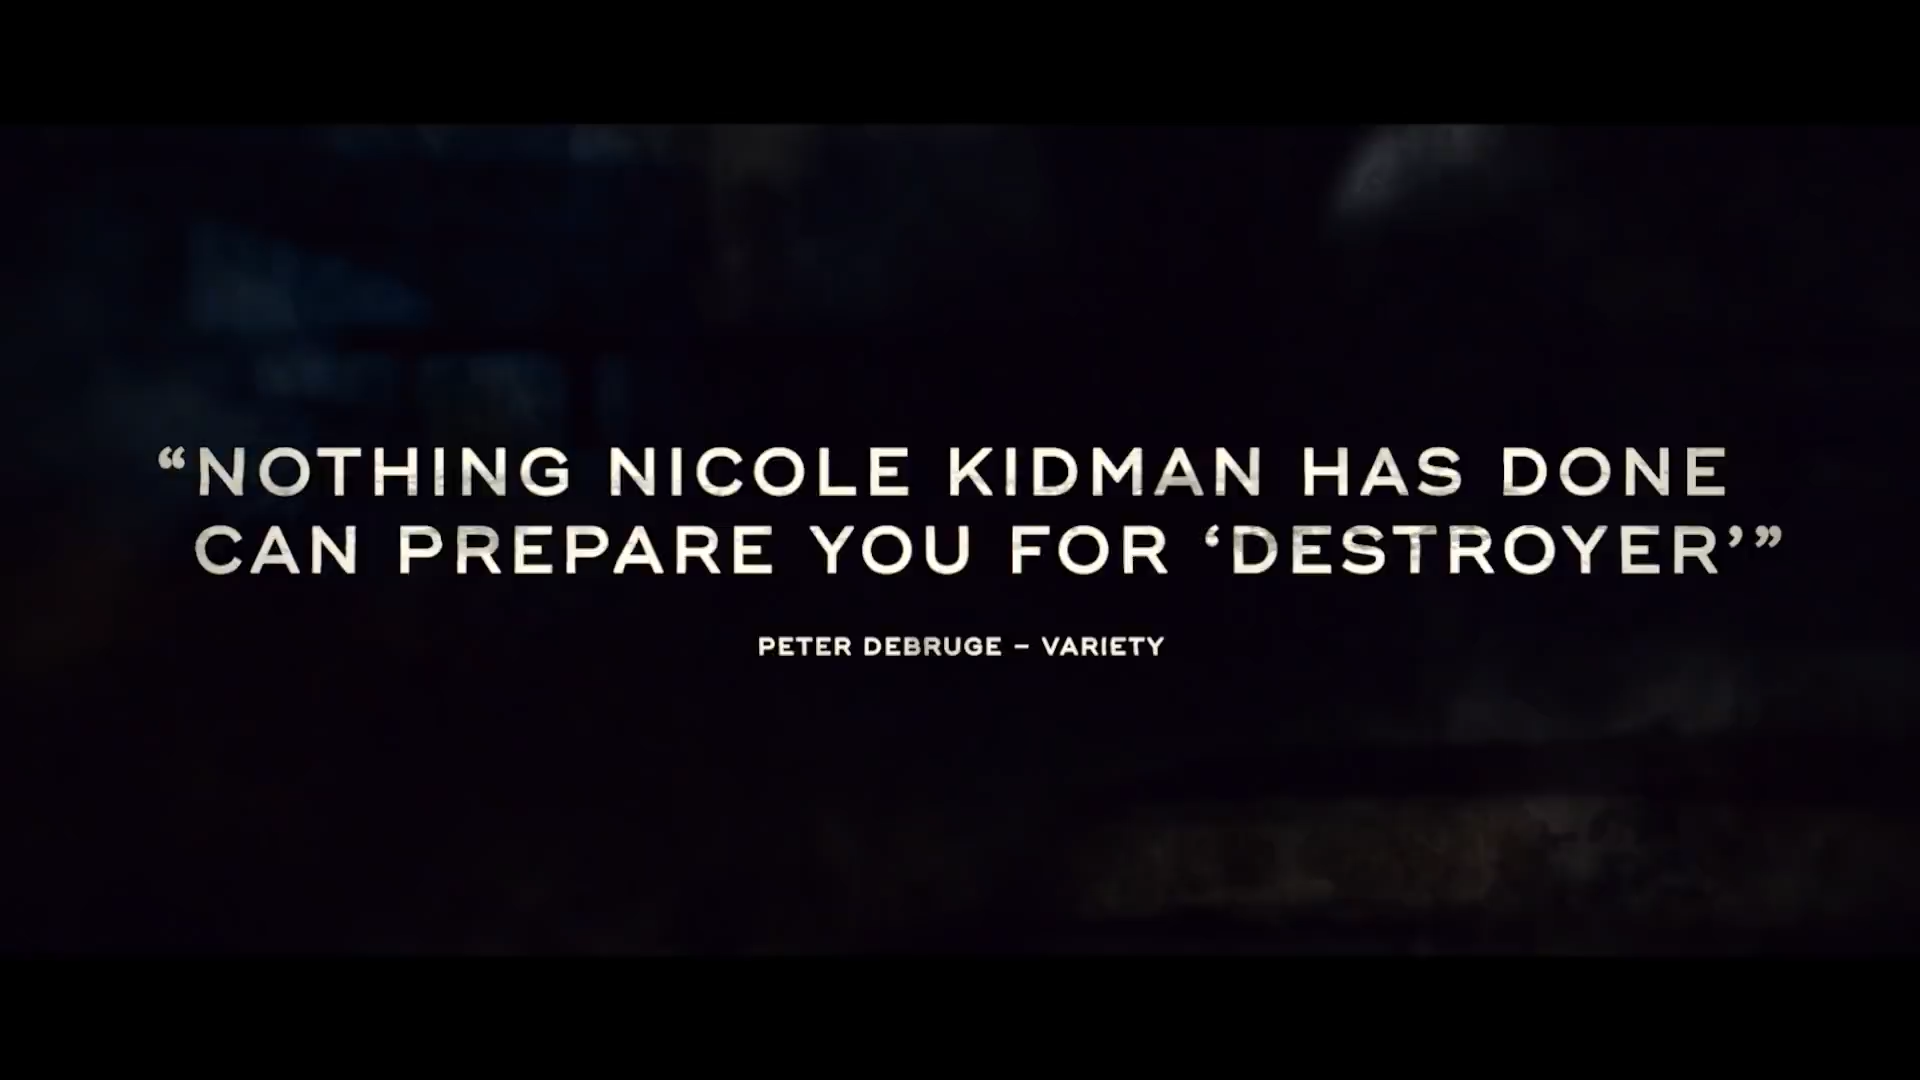 “NOTHING NICOLE KIDMAN HAS DONE
CAN PREPARE YOU FOR ‘DESTROYER’”
PETER DEBRUGE – VARIETY